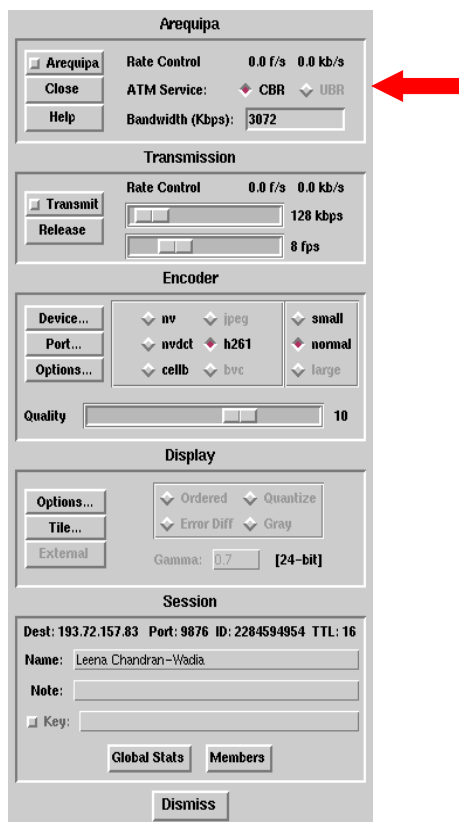 Arequipa
Arequipa Rate Control 0.0 f/s 0.0 kb/s
Close ATM Service: CBR UBR
Help Bandwidth (Kbps): 3072
Transmission
Rate Control 0.0 f/s 0.0 kb/s
Transmit 128 kbps
Release 8 fps
Encoder
Device... nv jpeg small
Port... nvdct h261 normal
Options... cellb bvc large
Quality 10
Display
Options... Ordered Quantize
Tile... Error Diff Gray
External Gamma: 0.7 [24-bit]
Session
Dest: 193.72.157.83 Port: 9876 ID: 2284594954 TTL: 16
Name: Leena Chandran-Wadia
Note:
Key:
Global Stats Members
Dismiss